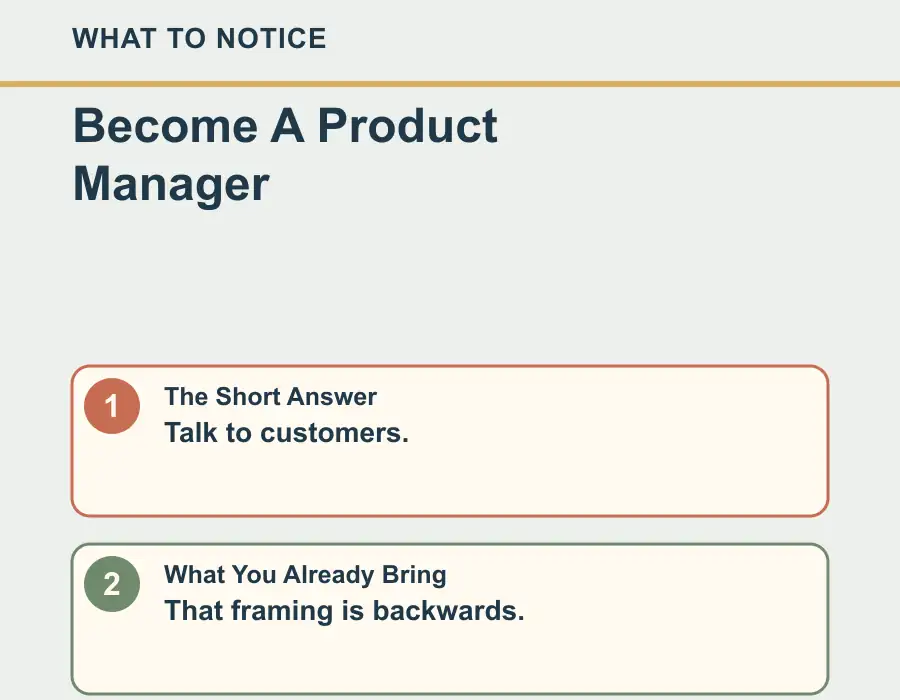 WHAT TO NOTICE
Become A Product
Manager
1
The Short Answer
Talk to customers.
2
What You Already Bring
That framing is backwards.